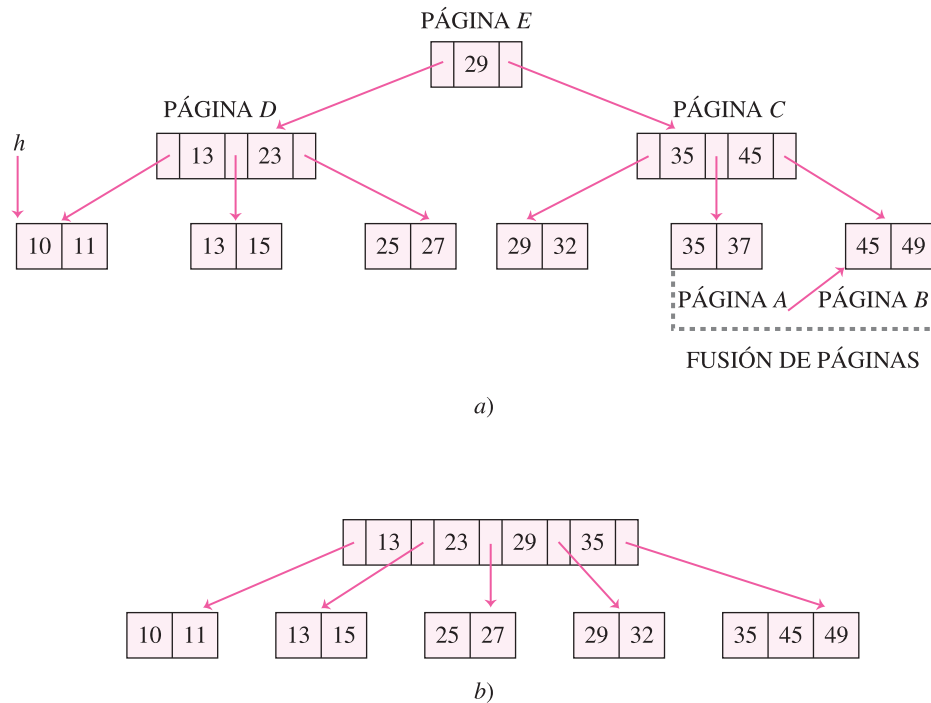 PÁGINA E
29
PÁGINA D
PÁGINA C
h
13 23
35 45
10 11
13 15
25 27
29 32
35 37
45 49
PÁGINA A
PÁGINA B
FUSIÓN DE PÁGINAS
a)
13 23 29 35
10 11
13 15
25 27
29 32
35 45 49
b)